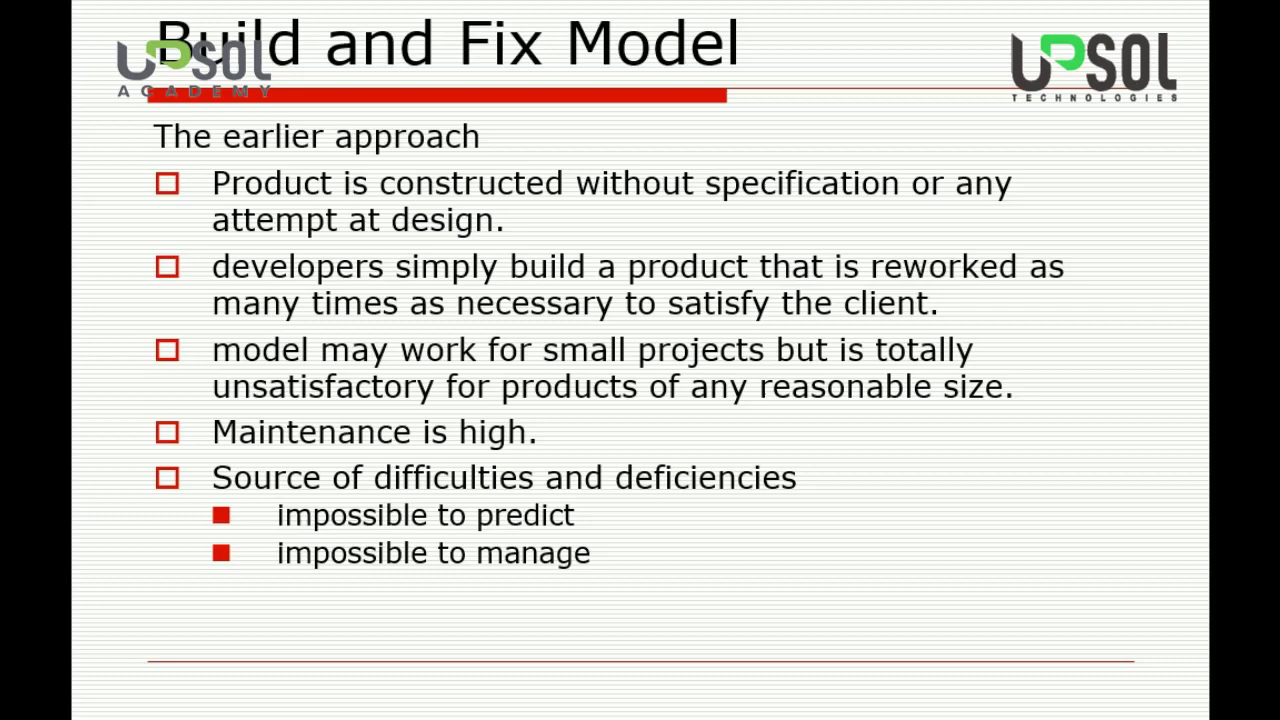 Build and Fix Model
UPSOL
ACADEMY
UPSOL
TECHNOLOGIES
The earlier approach
Product is constructed without specification or any
attempt at design.
developers simply build a product that is reworked as
many times as necessary to satisfy the client.
model may work for small projects but is totally
unsatisfactory for products of any reasonable size.
Maintenance is high.
Source of difficulties and deficiencies
impossible to predict
impossible to manage